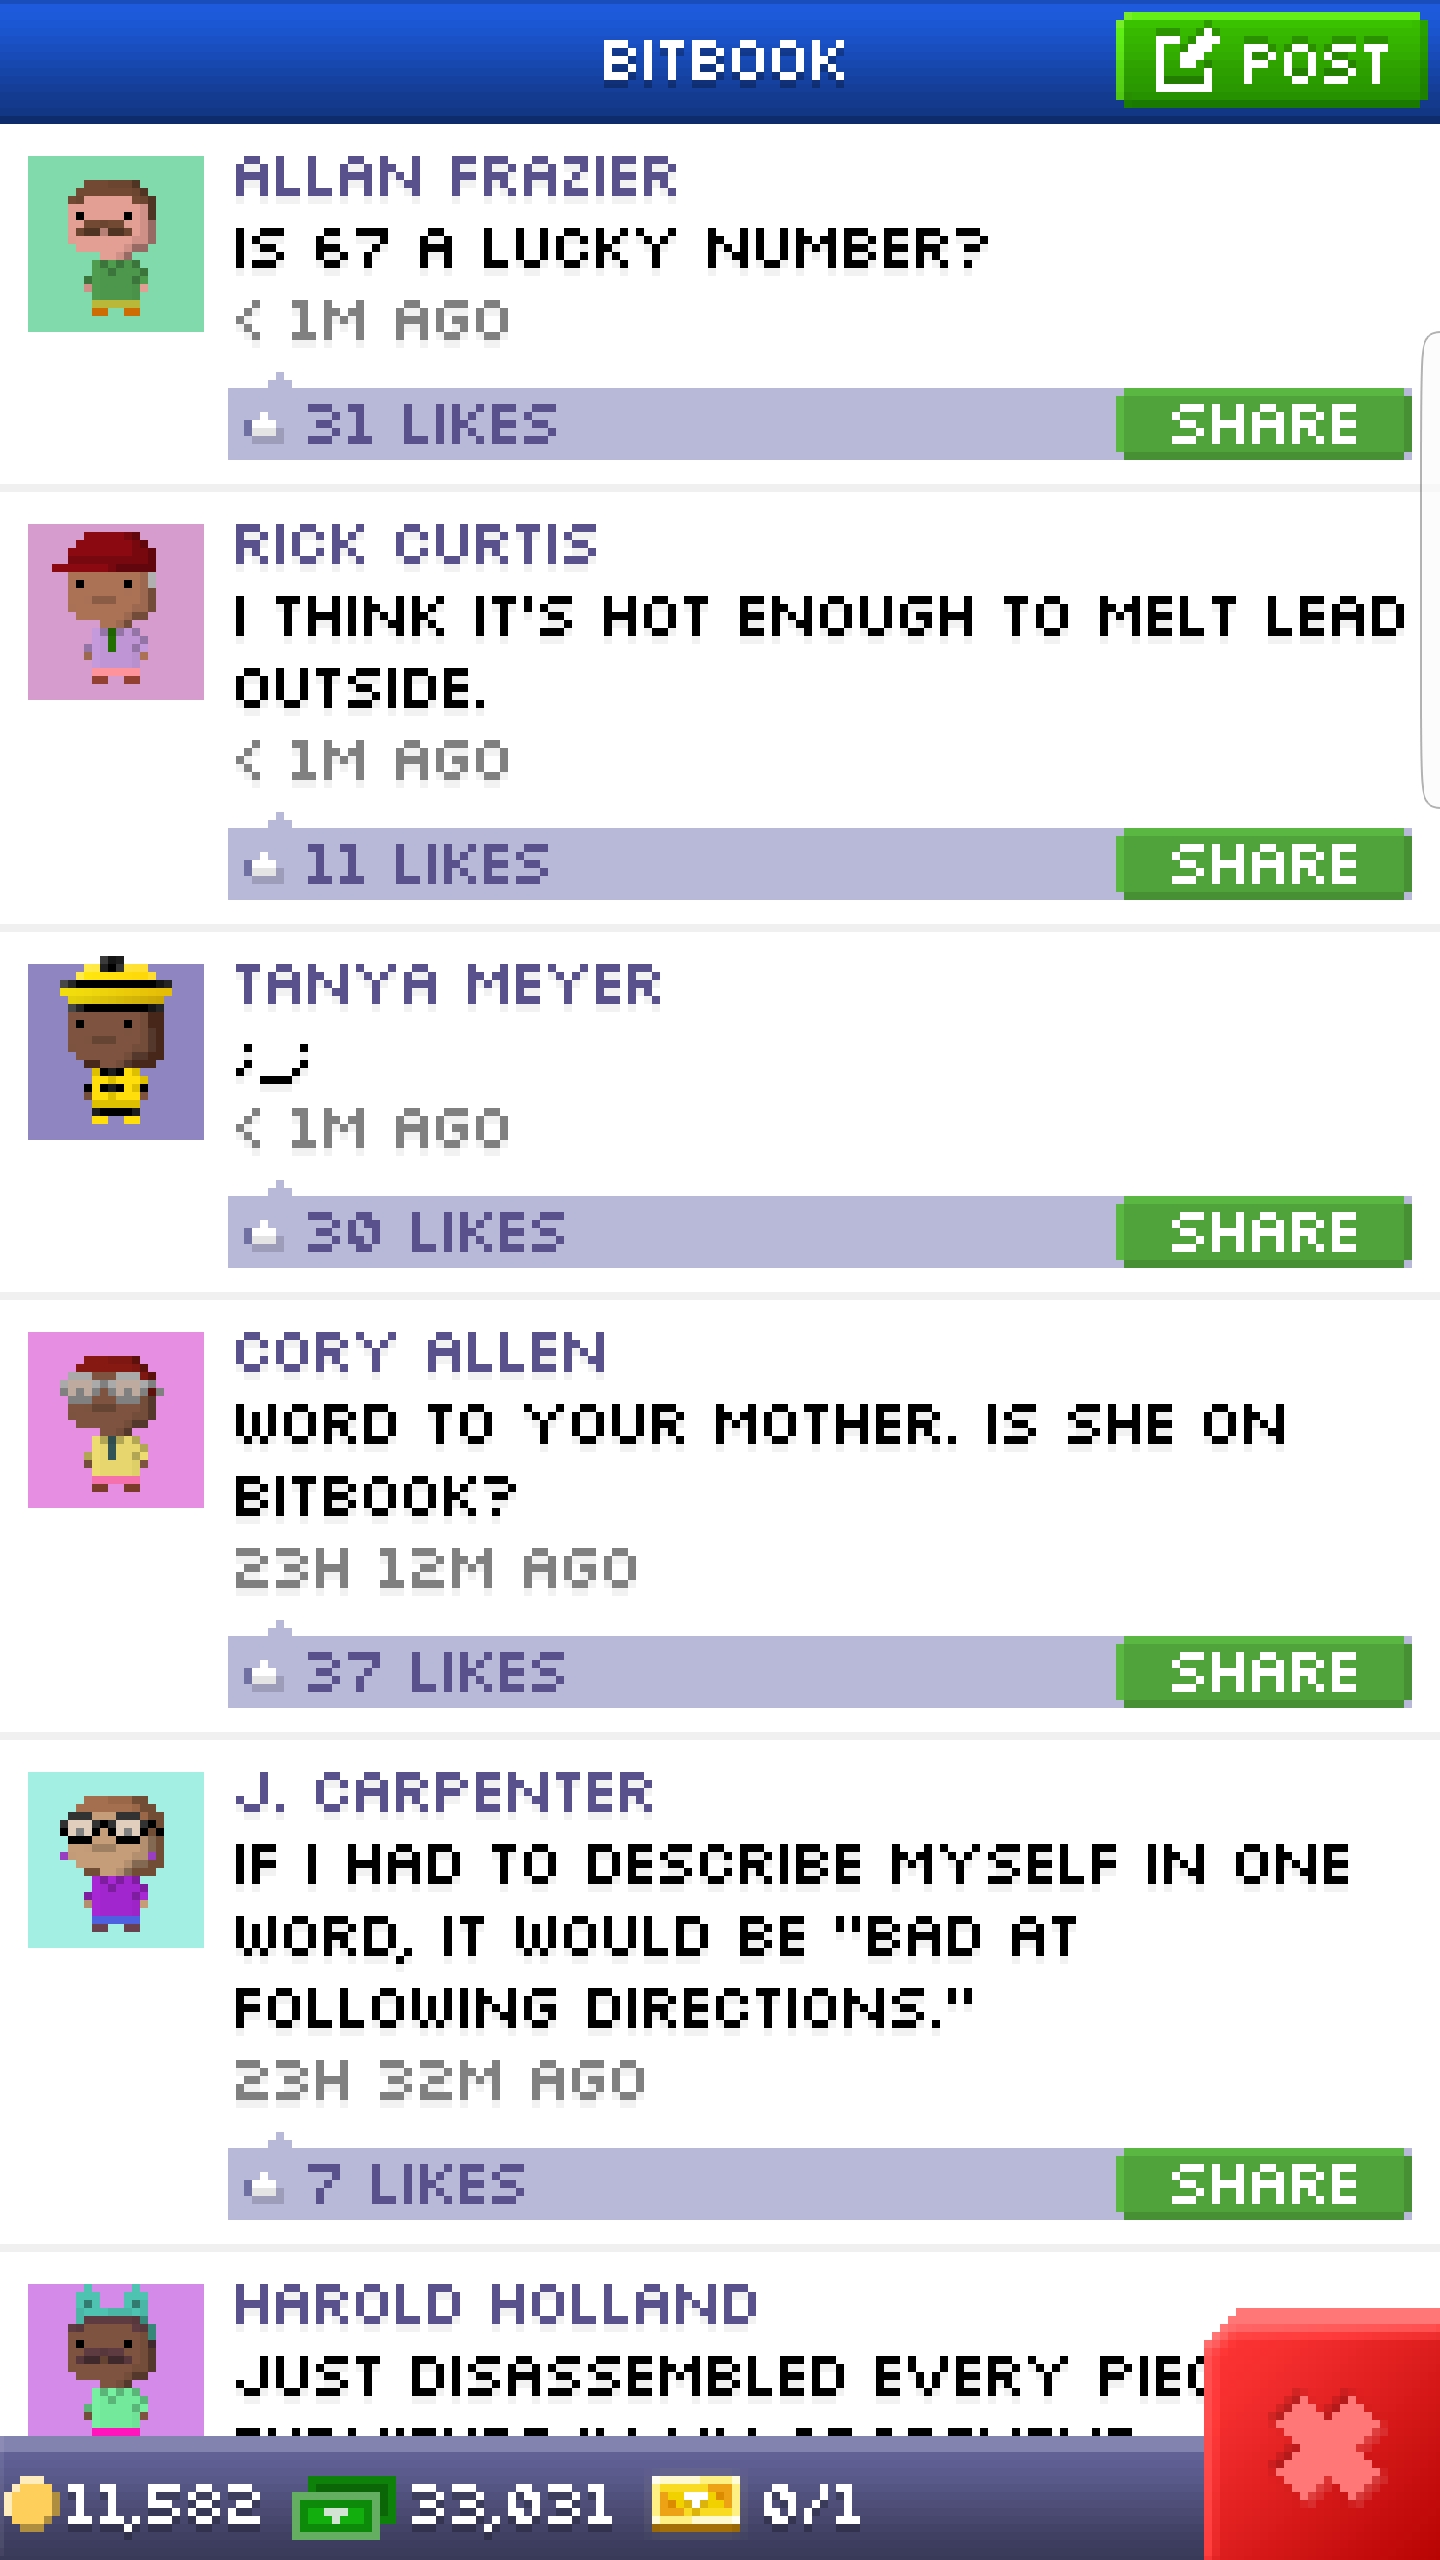 BITBOOK
POST
ALLAN FRAZIER
IS 67 A LUCKY NUMBER?
< 1M AGO
31 LIKES
SHARE
RICK CURTIS
I THINK IT'S HOT ENOUGH TO MELT LEAD
OUTSIDE.
< 1M AGO
11 LIKES
SHARE
TANYA MEYER
;_;
< 1M AGO
30 LIKES
SHARE
CORY ALLEN
WORD TO YOUR MOTHER. IS SHE ON
BITBOOK?
23H 12M AGO
37 LIKES
SHARE
J. CARPENTER
IF I HAD TO DESCRIBE MYSELF IN ONE
WORD, IT WOULD BE "BAD AT
FOLLOWING DIRECTIONS."
23H 32M AGO
7 LIKES
SHARE
HAROLD HOLLAND
JUST DISASSEMBLED EVERY
11,582 33,031 0/1